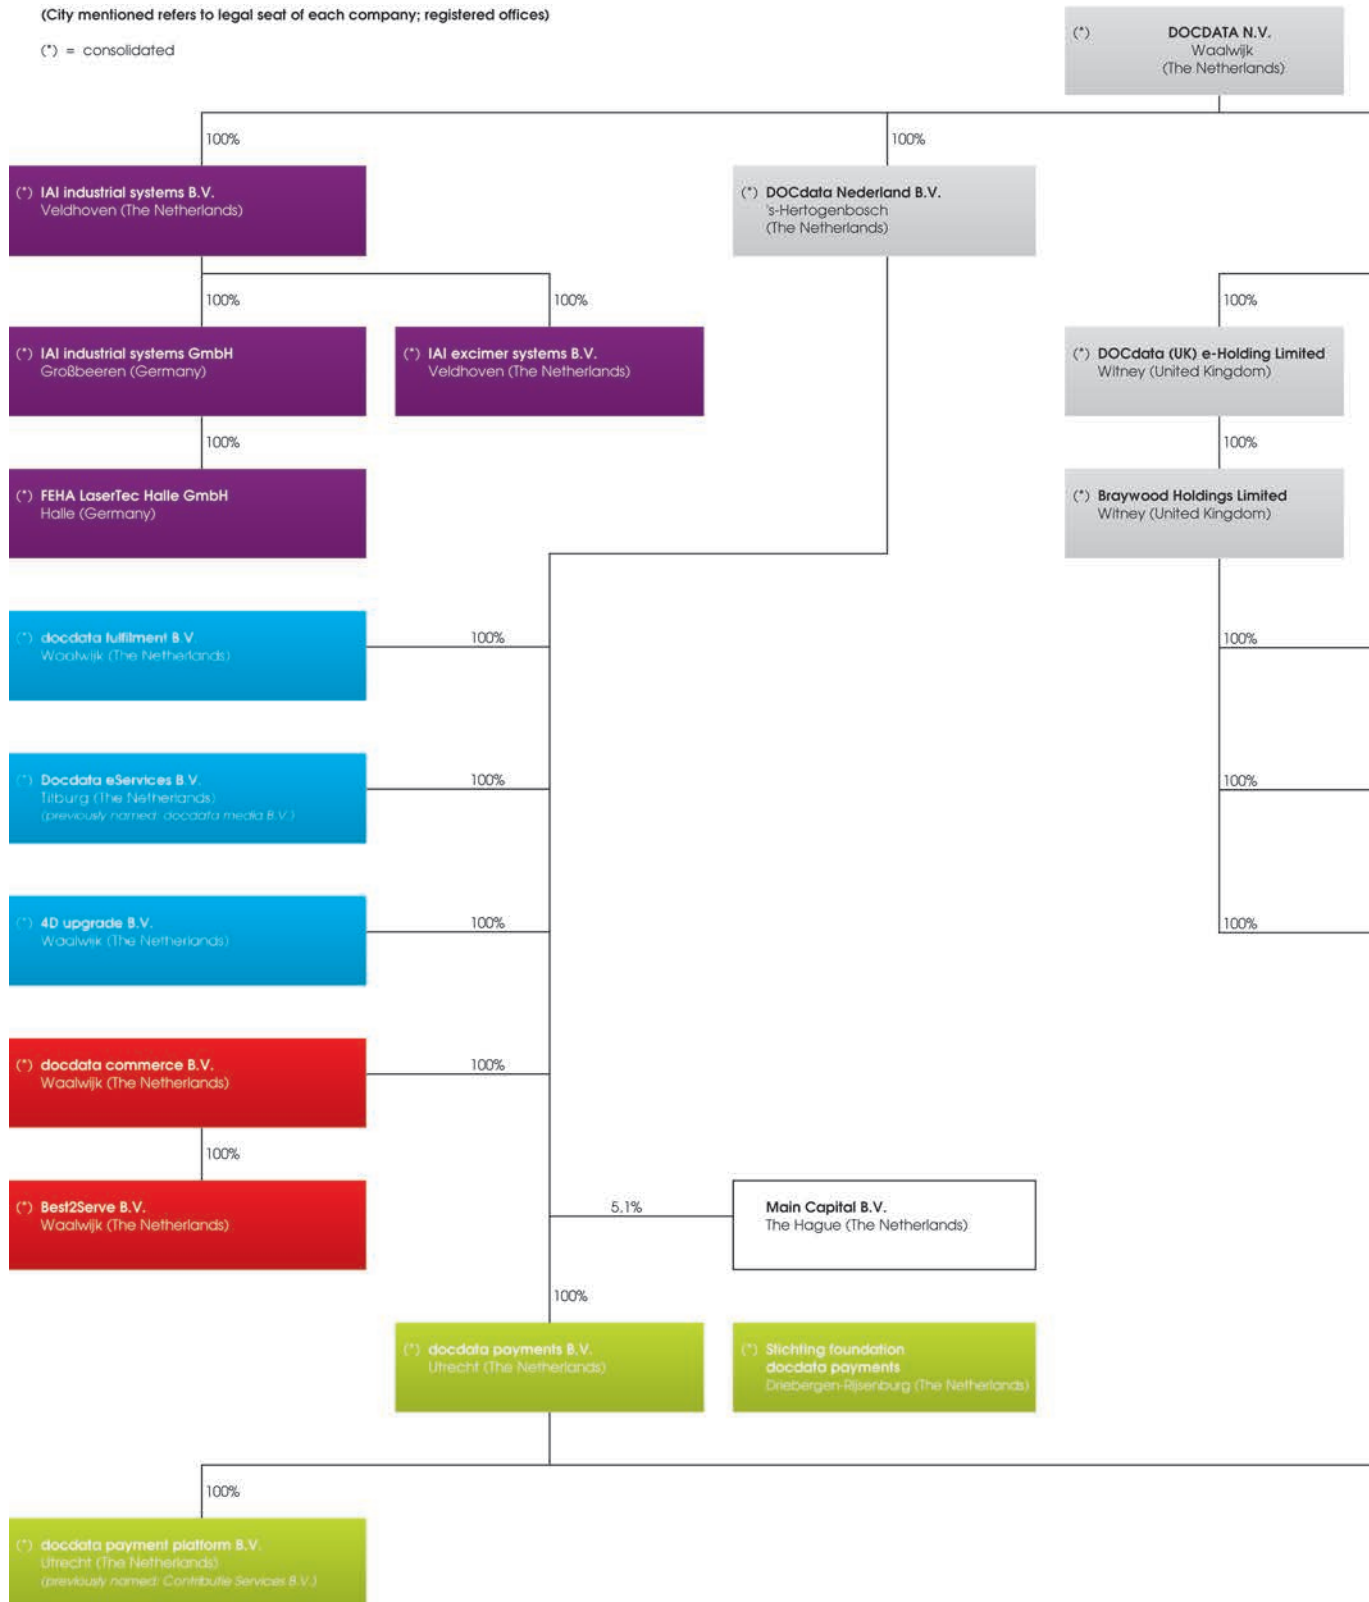 (City mentioned refers to legal seat of each company; registered offices)
(*) = consolidated
(*) DOCDATA N.V.
Waalwijk
(The Netherlands)
100%
100%
(*) IAI industrial systems B.V.
Veldhoven (The Netherlands)
(*) DOCdata Nederland B.V.
's-Hertogenbosch
(The Netherlands)
100%
100%
100%
(*) IAI industrial systems GmbH
Großbeeren (Germany)
(*) IAI excimer systems B.V.
Veldhoven (The Netherlands)
(*) DOCdata (UK) e-Holding Limited
Witney (United Kingdom)
100%
100%
(*) FEHA LaserTec Halle GmbH
Halle (Germany)
(*) Braywood Holdings Limited
Witney (United Kingdom)
(*) docdata fulfilment B.V.
Waalwijk (The Netherlands)
100%
100%
(*) Docdata eServices B.V.
Tilburg (The Netherlands)
(previously named: docdata media B.V.)
100%
100%
(*) 4D upgrade B.V.
Waalwijk (The Netherlands)
100%
100%
(*) docdata commerce B.V.
Waalwijk (The Netherlands)
100%
100%
(*) Best2Serve B.V.
Waalwijk (The Netherlands)
5,1%
Main Capital B.V.
The Hague (The Netherlands)
100%
(*) docdata payments B.V.
Utrecht (The Netherlands)
(*) Stichting foundation
docdata payments
Driebergen-Rijsenburg (The Netherlands)
100%
(*) docdata payment platform B.V.
Utrecht (The Netherlands)
(previously named: Contributie Services B.V.)